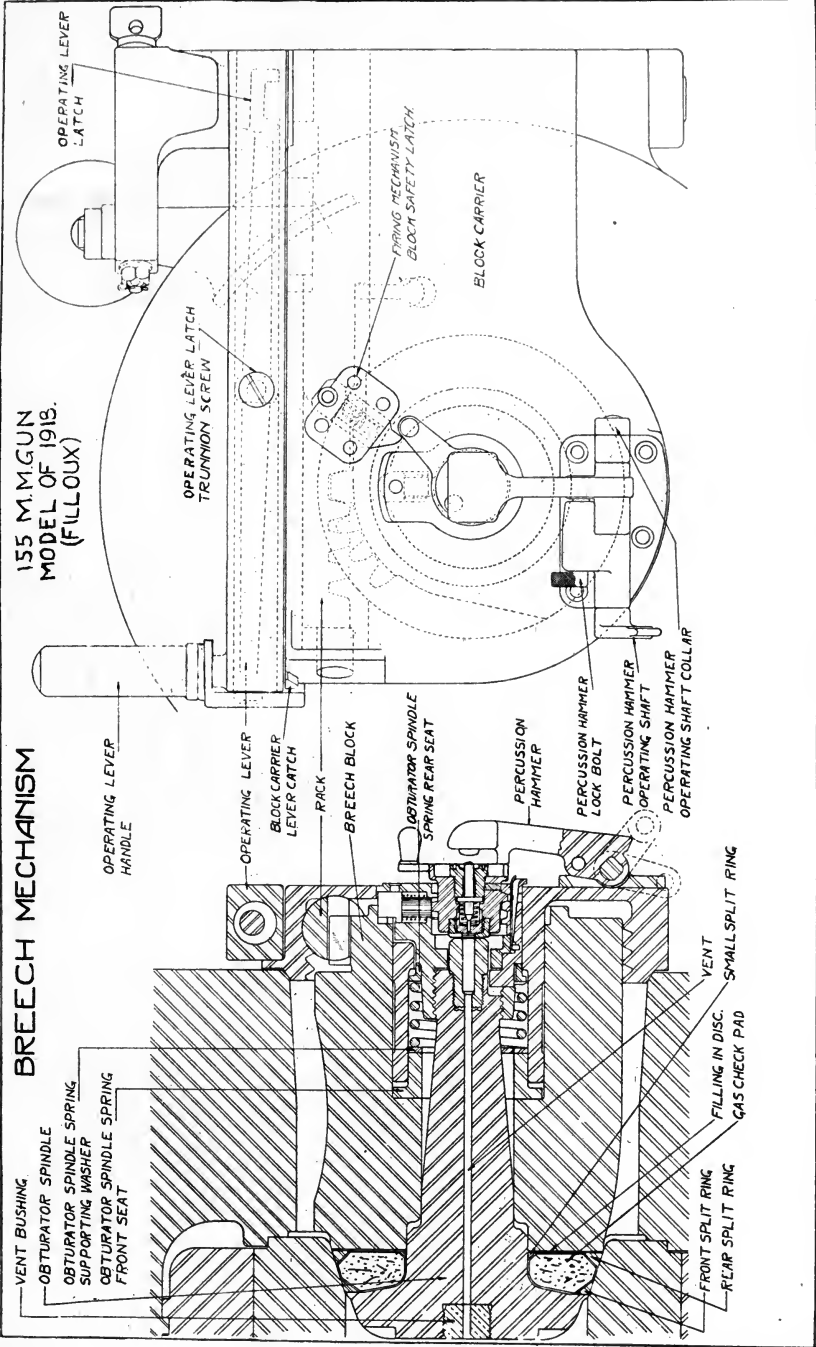 BREECH MECHANISM
155 M.M. GUN
MODEL OF 1918.
(FILLOUX)
VENT BUSHING
OBTURATOR SPINDLE
OBTURATOR SPINDLE SPRING
SUPPORTING WASHER
OBTURATOR SPINDLE SPRING
FRONT SEAT
OPERATING LEVER
HANDLE
OPERATING LEVER
BLOCK CARRIER
LEVER CATCH
RACK
BREECH BLOCK
OBTURATOR SPINDLE
SPRING REAR SEAT
PERCUSSION
HAMMER
PERCUSSION HAMMER
LOCK BOLT
PERCUSSION HAMMER
OPERATING SHAFT
PERCUSSION HAMMER
OPERATING SHAFT COLLAR
OPERATING LEVER
LATCH
OPERATING LEVER LATCH
TRUNNION SCREW
FIRING MECHANISM
BLOCK SAFETY LATCH.
BLOCK CARRIER
FRONT SPLIT RING
REAR SPLIT RING
FILLING IN DISC.
GAS CHECK PAD
VENT
SMALL SPLIT RING